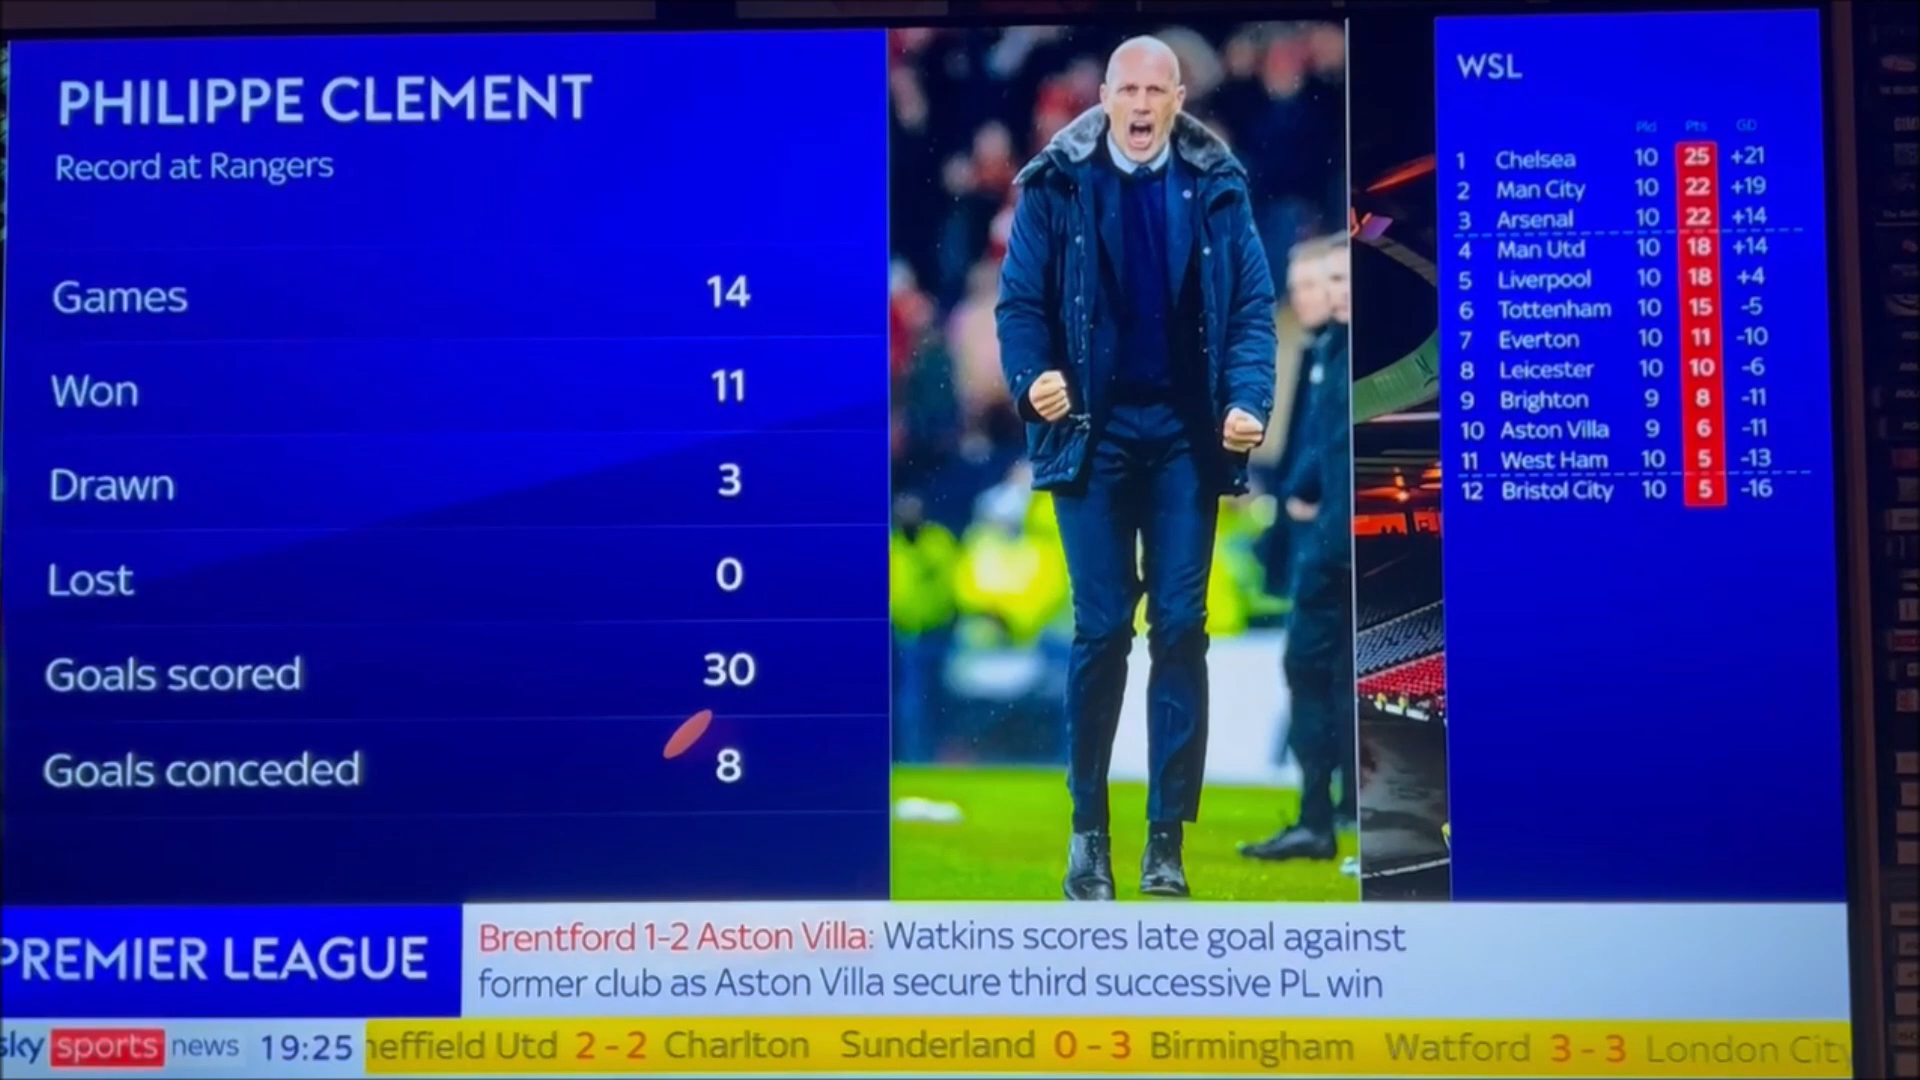 PHILIPPE CLEMENT
Record at Rangers
Games 14
Won 11
Drawn 3
Lost 0
Goals scored 30
Goals conceded 8
WSL
Pld Pts GD
1 Chelsea 10 25 +21
2 Man City 10 22 +19
3 Arsenal 10 22 +14
4 Man Utd 10 18 +14
5 Liverpool 10 18 +4
6 Tottenham 10 15 -5
7 Everton 10 11 -10
8 Leicester 10 10 -6
9 Brighton 9 8 -11
10 Aston Villa 9 6 -11
11 West Ham 10 5 -13
12 Bristol City 10 5 -16
PREMIER LEAGUE
Brentford 1-2 Aston Villa: Watkins scores late goal against
former club as Aston Villa secure third successive PL win
sky sports news 19:25 heffield Utd 2 - 2 Charlton Sunderland 0 - 3 Birmingham Watford 3 - 3 London City